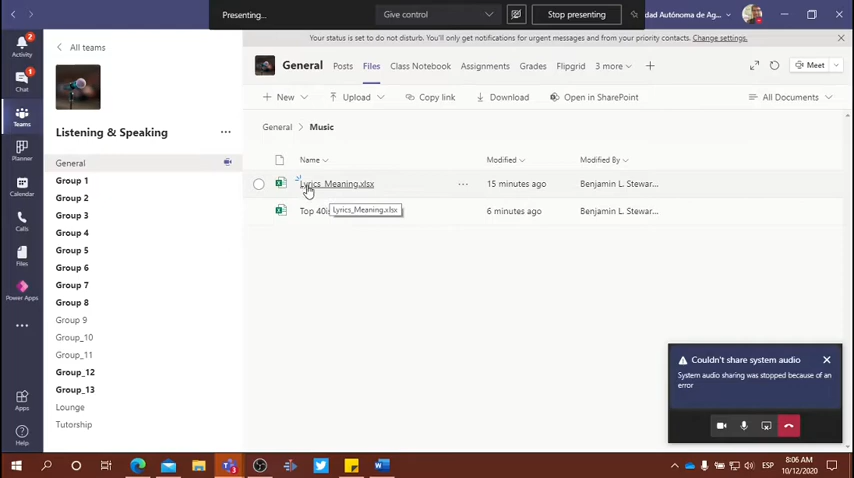 Presenting...
Give control
Stop presenting
dad Autónoma de Ag...
Your status is set to do not disturb. You'll only get notifications for urgent messages and from your priority contacts. Change settings.
2
Activity
1
Chat
Teams
Planner
Calendar
Calls
Files
Power Apps
Apps
Help
All teams
Listening & Speaking
General
Group 1
Group 2
Group 3
Group 4
Group 5
Group 6
Group 7
Group 8
Group 9
Group_10
Group_11
Group_12
Group_13
Lounge
Tutorship
General
Posts
Files
Class Notebook
Assignments
Grades
Flipgrid
3 more
Meet
New
Upload
Copy link
Download
Open in SharePoint
All Documents
General > Music
Name
Modified
Modified By
Lyrics_Meaning.xlsx
15 minutes ago
Benjamin L. Stewar...
Top 40
6 minutes ago
Benjamin L. Stewar...
Lyrics_Meaning.xlsx
Couldn't share system audio
System audio sharing was stopped because of an
error
ESP
8:06 AM
10/12/2020